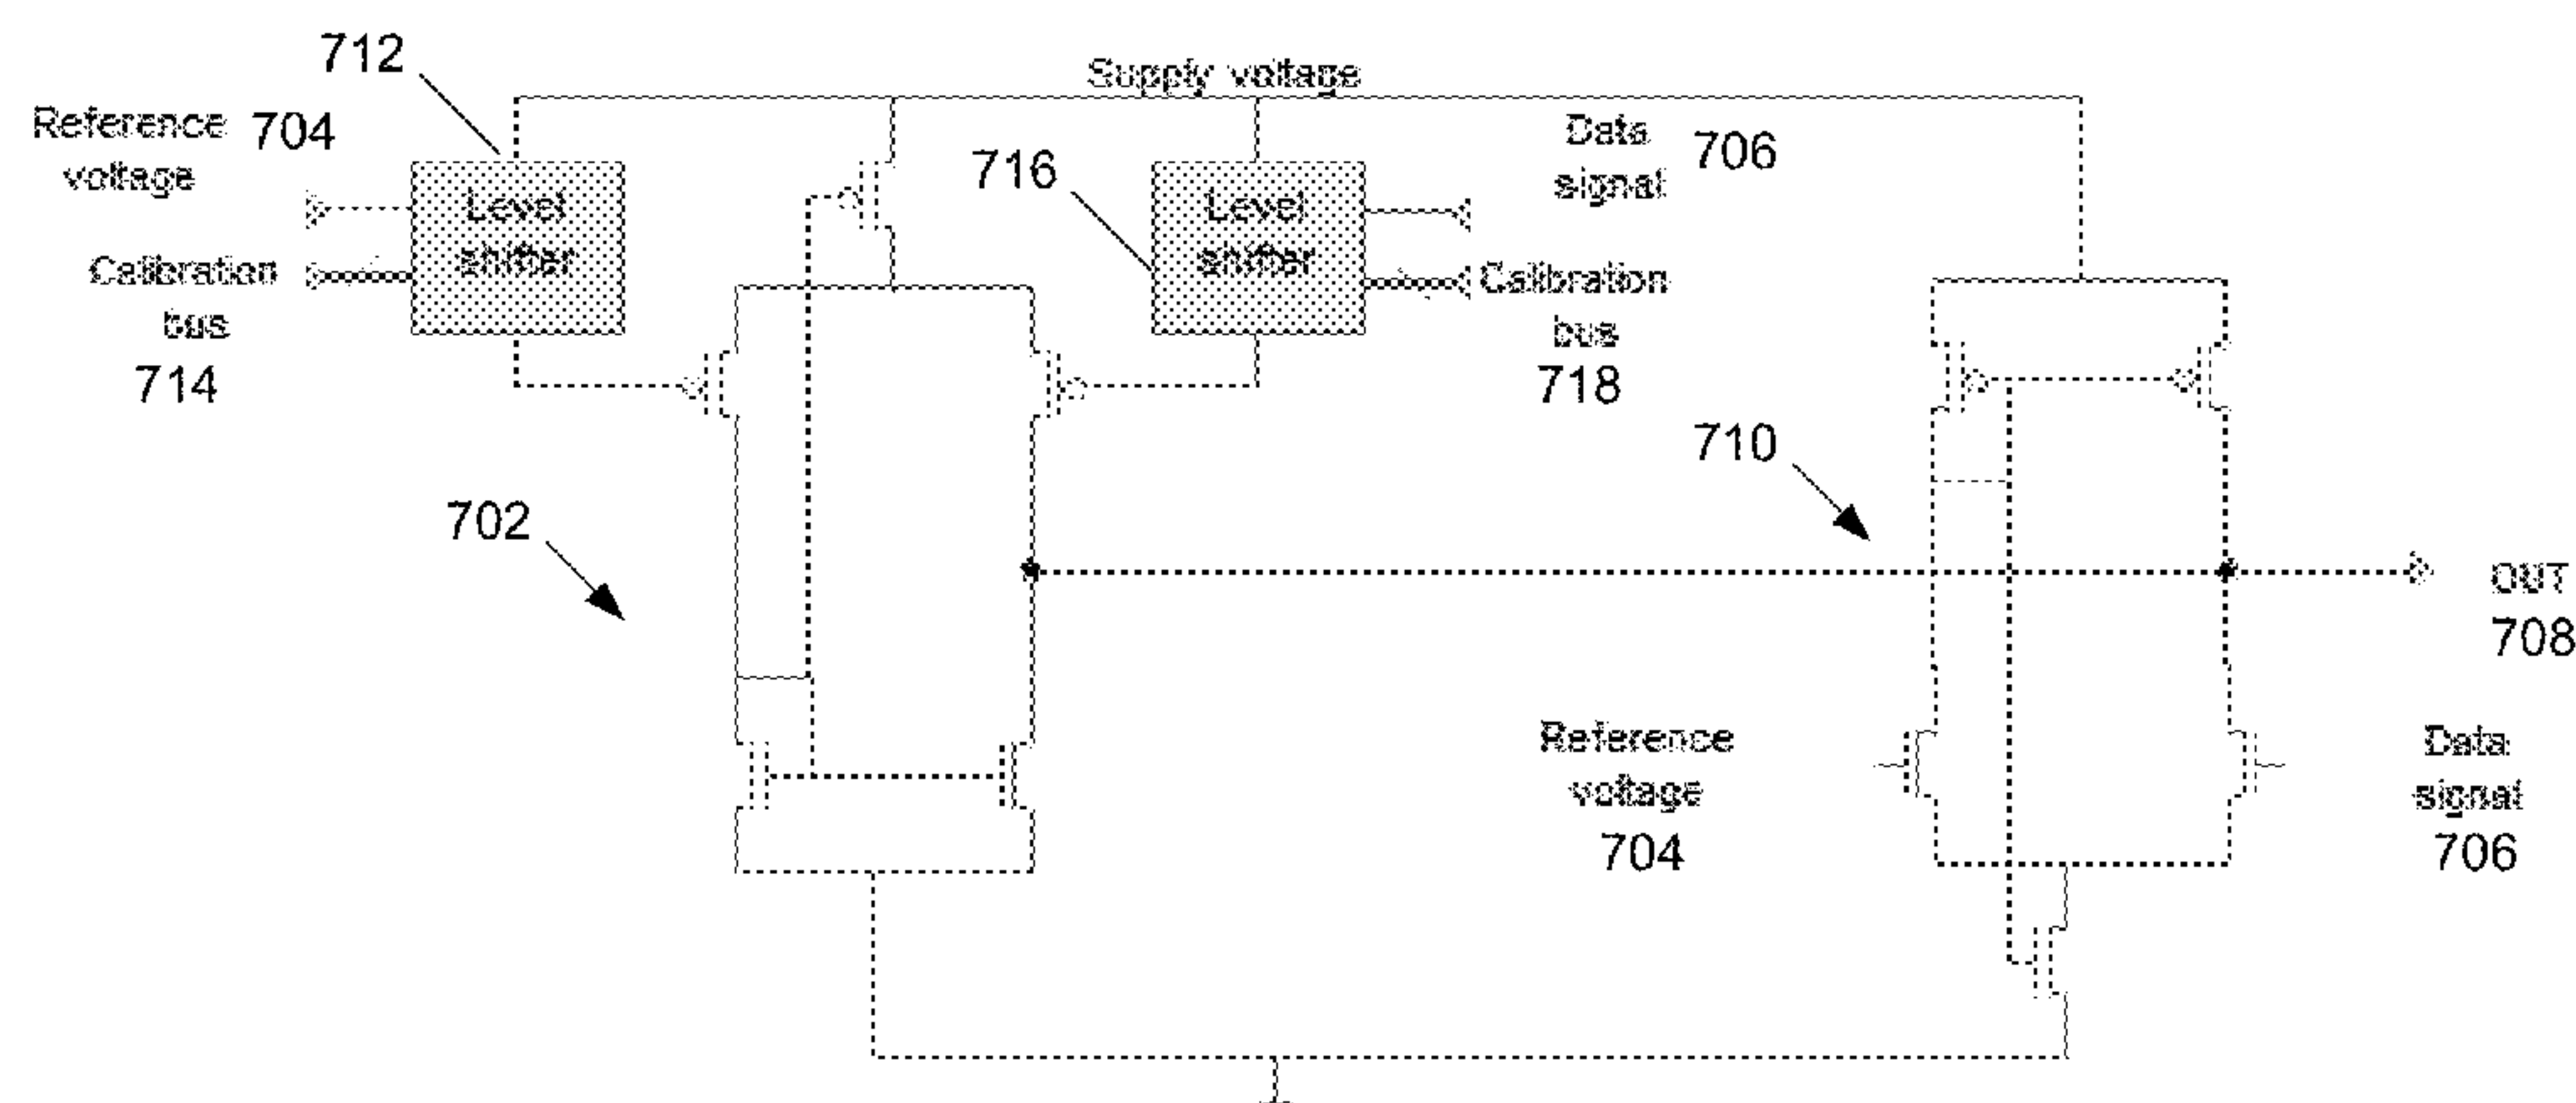 712
Supply voltage
Reference
voltage
704
Level
shifter
716
Level
shifter
Data
signal
706
Calibration
bus
714
Calibration
bus
718
702
710
OUT
708
Reference
voltage
704
Data
signal
706